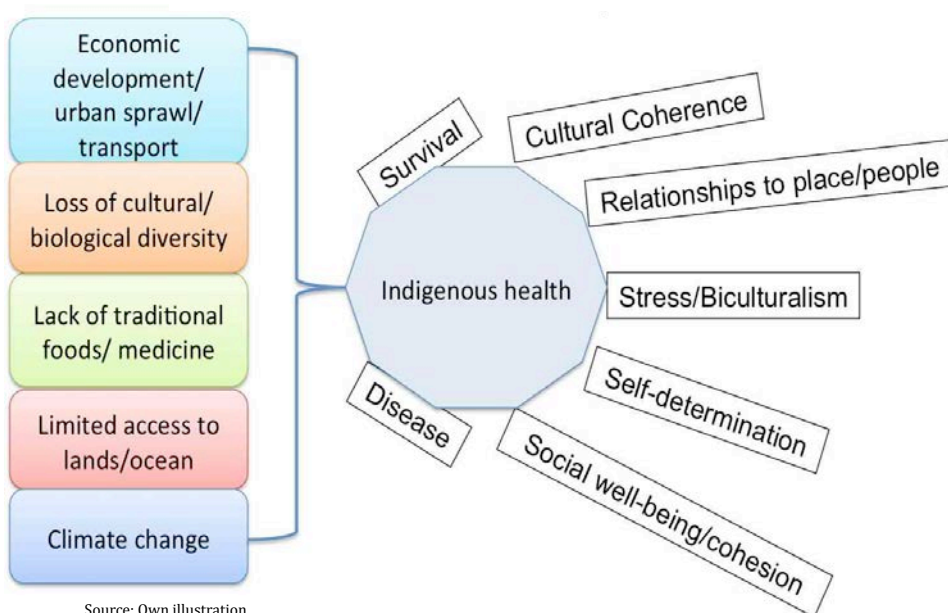 Economic
development/
urban sprawl/
transport
Loss of cultural/
biological diversity
Lack of traditional
foods/ medicine
Limited access to
lands/ocean
Climate change
Indigenous health
Survival
Cultural Coherence
Relationships to place/people
Stress/Biculturalism
Self-determination
Social well-being/cohesion
Disease
Source: Own illustration